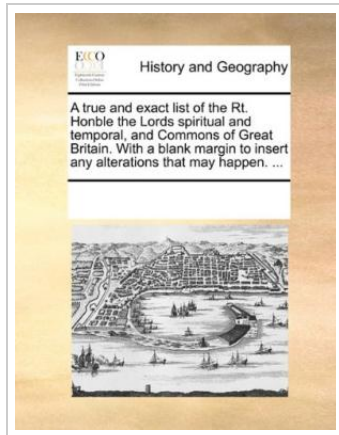 ECCO
History and Geography
A true and exact list of the Rt.
Honble the Lords spiritual and
temporal, and Commons of Great
Britain. With a blank margin to insert
any alterations that may happen. ...